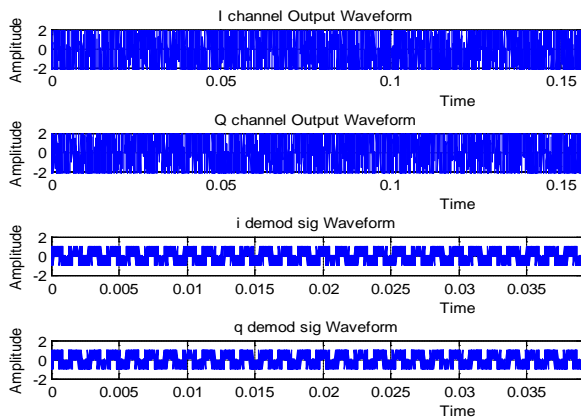 I channel Output Waveform
Amplitude
2
0
-2
0 0.05 0.1 0.15
Time
Q channel Output Waveform
Amplitude
2
0
-2
0 0.05 0.1 0.15
Time
i demod sig Waveform
Amplitude
2
0
-2
0 0.005 0.01 0.015 0.02 0.025 0.03 0.035
Time
q demod sig Waveform
Amplitude
2
0
-2
0 0.005 0.01 0.015 0.02 0.025 0.03 0.035
Time